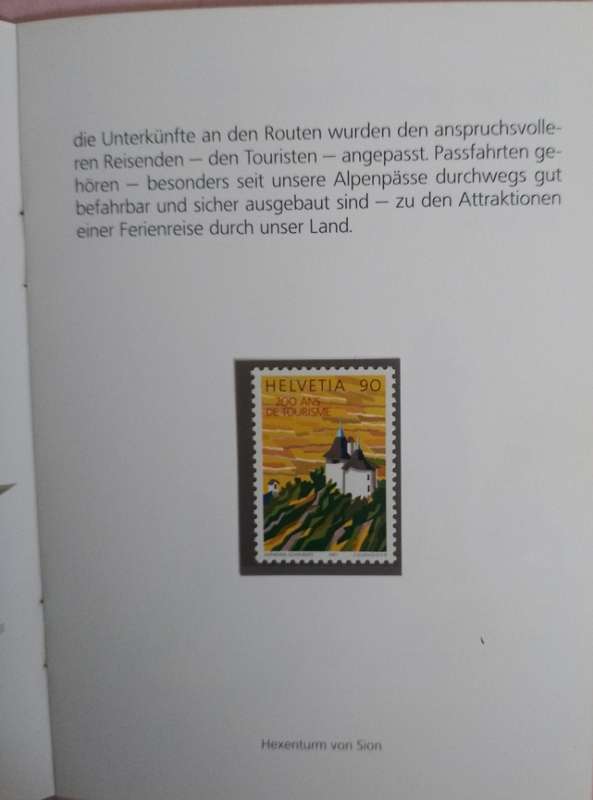 die Unterkünfte an den Routen wurden den anspruchsvolle-
ren Reisenden – den Touristen – angepasst. Passfahrten ge-
hören – besonders seit unsere Alpenpässe durchwegs gut
befahrbar und sicher ausgebaut sind – zu den Attraktionen
einer Ferienreise durch unser Land.
HELVETIA 90
200 ANS
DE TOURISME
1987
Hexenturm von Sion